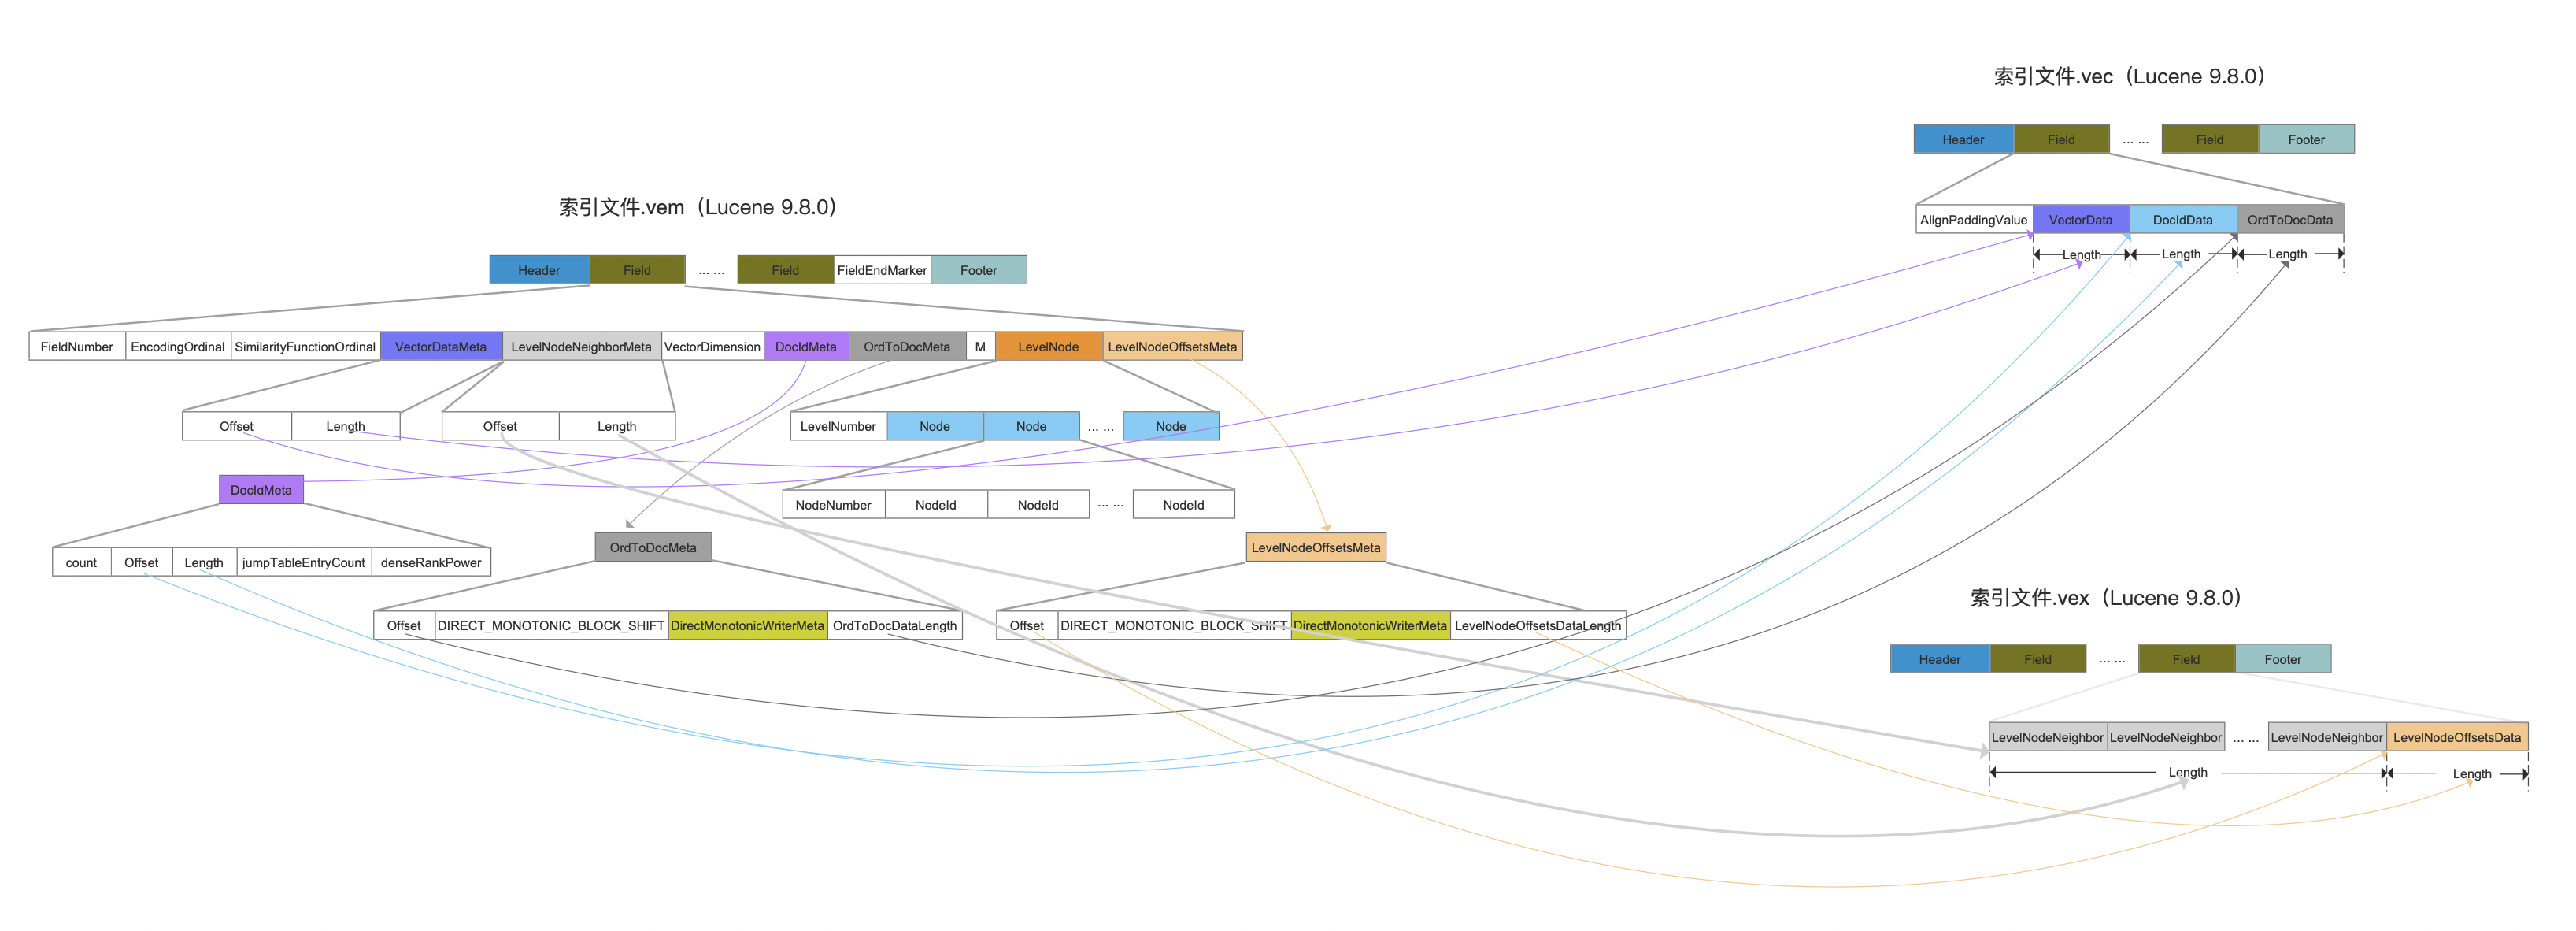 索引文件.vec（Lucene 9.8.0）
Header Field ... ... Field Footer
AlignPaddingValue VectorData DocIdData OrdToDocData
Length Length Length
索引文件.vem（Lucene 9.8.0）
Header Field ... ... Field FieldEndMarker Footer
FieldNumber EncodingOrdinal SimilarityFunctionOrdinal VectorDataMeta LevelNodeNeighborMeta VectorDimension DocIdMeta OrdToDocMeta M LevelNode LevelNodeOffsetsMeta
Offset Length Offset Length LevelNumber Node Node ... ... Node
DocIdMeta
NodeNumber NodeId NodeId ... ... NodeId
OrdToDocMeta LevelNodeOffsetsMeta
count Offset Length jumpTableEntryCount denseRankPower
Offset DIRECT_MONOTONIC_BLOCK_SHIFT DirectMonotonicWriterMeta OrdToDocDataLength Offset DIRECT_MONOTONIC_BLOCK_SHIFT DirectMonotonicWriterMeta LevelNodeOffsetsDataLength
索引文件.vex（Lucene 9.8.0）
Header Field ... ... Field Footer
LevelNodeNeighbor LevelNodeNeighbor ... ... LevelNodeNeighbor LevelNodeOffsetsData
Length Length